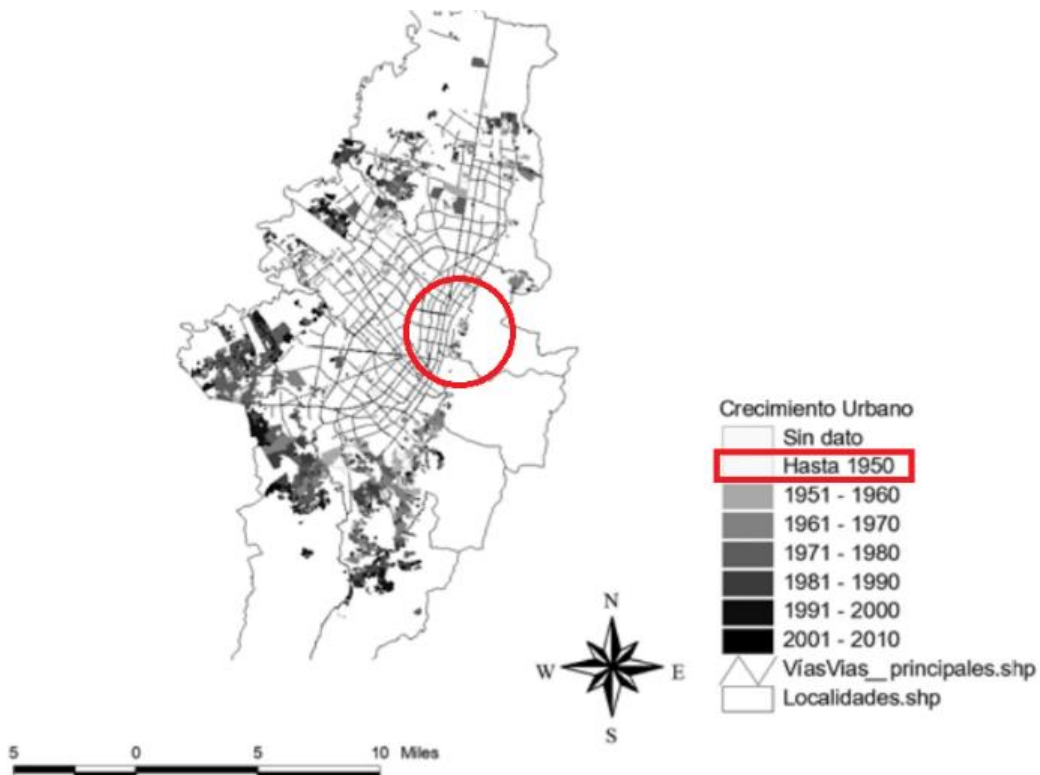 Crecimiento Urbano
Sin dato
Hasta 1950
1951 - 1960
1961 - 1970
1971 - 1980
1981 - 1990
1991 - 2000
2001 - 2010
VíasVias__principales.shp
Localidades.shp
N
W E
S
5 0 5 10 Miles